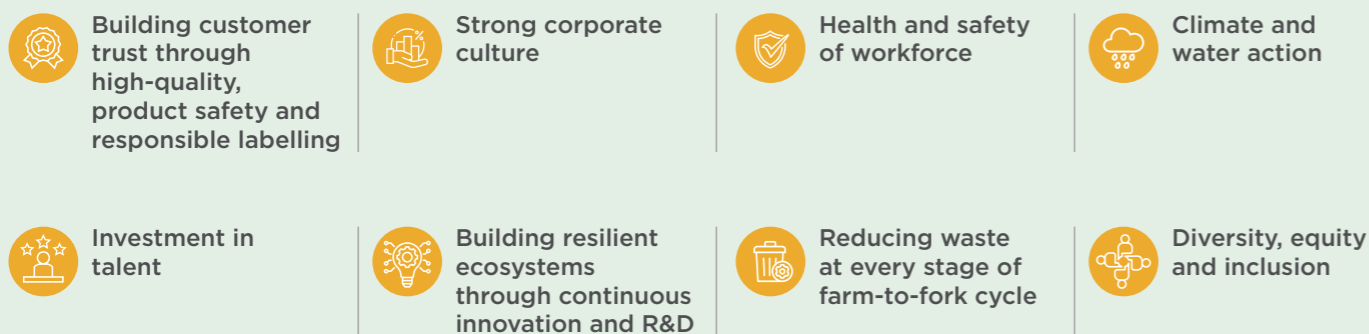 Building customer
trust through
high-quality,
product safety and
responsible labelling
Strong corporate
culture
Health and safety
of workforce
Climate and
water action
Investment in
talent
Building resilient
ecosystems
through continuous
innovation and R&D
Reducing waste
at every stage of
farm-to-fork cycle
Diversity, equity
and inclusion